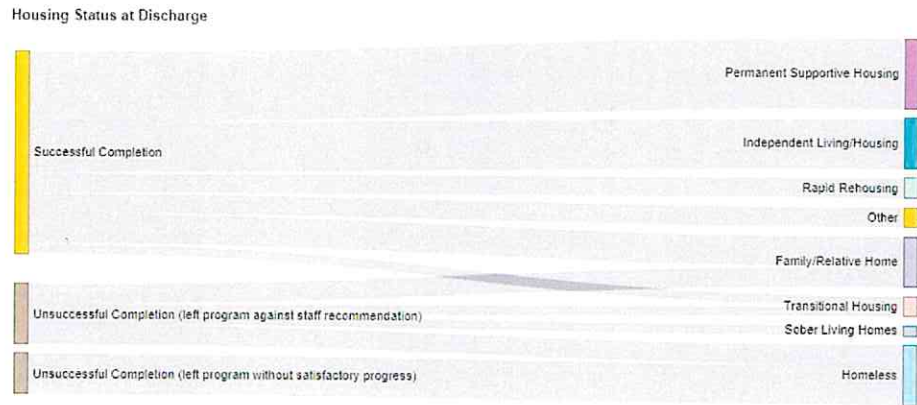 Housing Status at Discharge
Permanent Supportive Housing
Independent Living/Housing
Successful Completion
Rapid Rehousing
Other
Family/Relative Home
Transitional Housing
Unsuccessful Completion (left program against staff recommendation)
Sober Living Homes
Unsuccessful Completion (left program without satisfactory progress)
Homeless